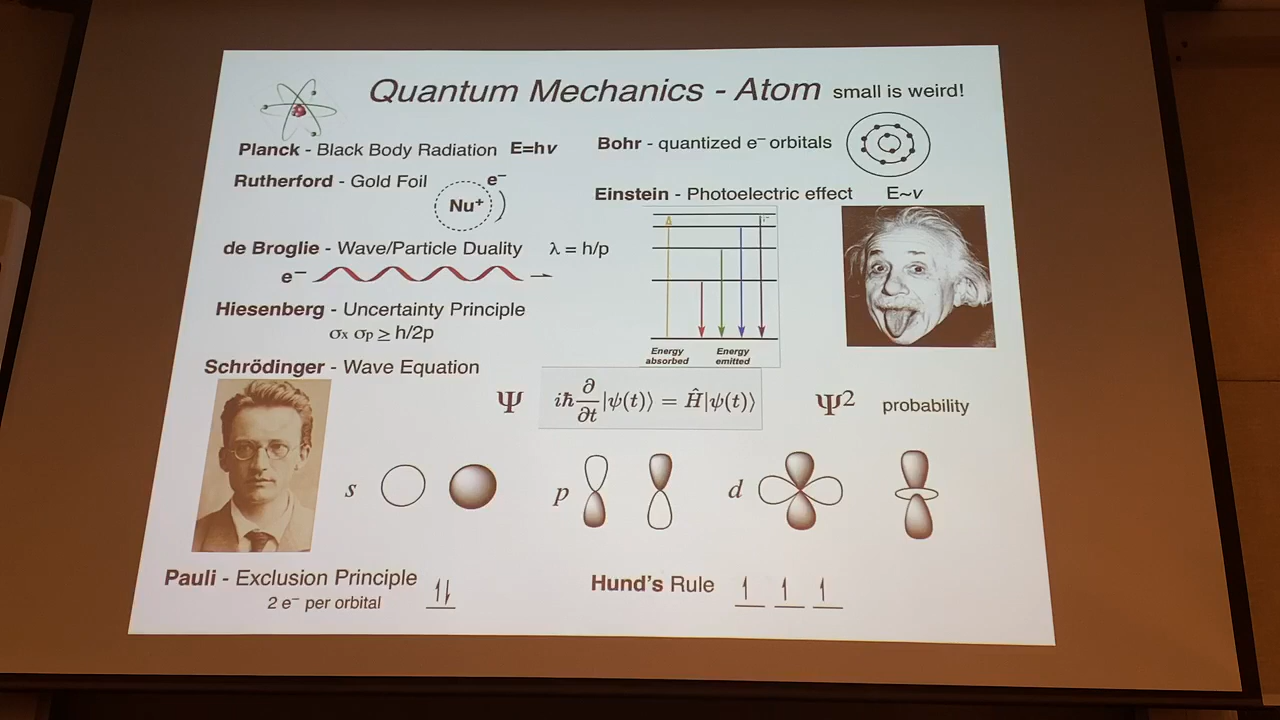 Quantum Mechanics - Atom small is weird!
Planck - Black Body Radiation E=hν
Bohr - quantized e⁻ orbitals
Rutherford - Gold Foil
e⁻
Nu⁺
Einstein - Photoelectric effect E~ν
de Broglie - Wave/Particle Duality λ = h/p
e⁻
Hiesenberg - Uncertainty Principle
σx σp ≥ h/2p
Energy absorbed
Energy emitted
Schrödinger - Wave Equation
Ψ iħ ∂/∂t |ψ(t)⟩ = Ĥ|ψ(t)⟩ Ψ² probability
s p d
Pauli - Exclusion Principle
2 e⁻ per orbital
Hund's Rule